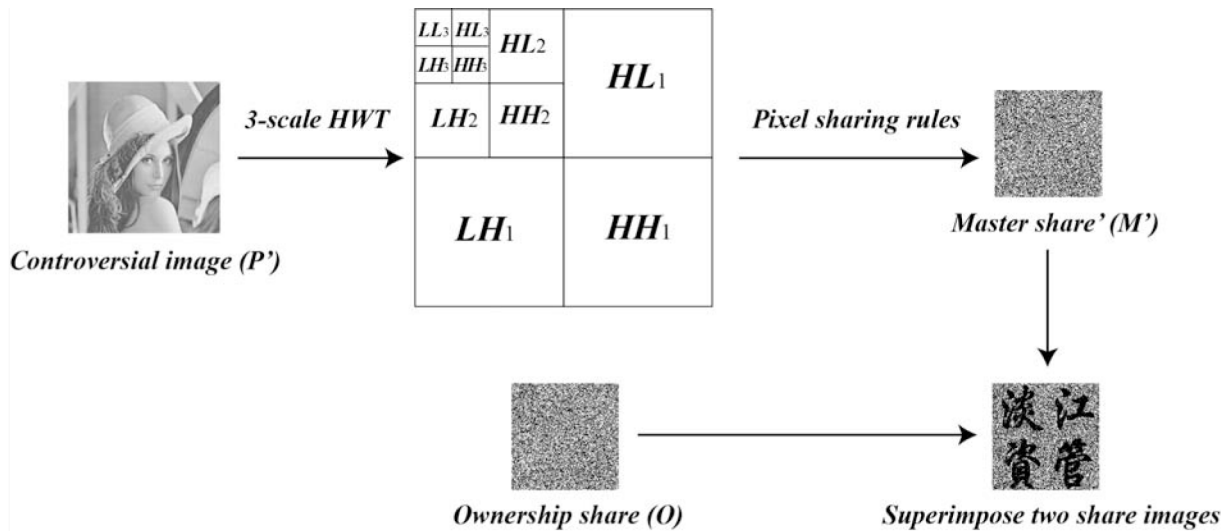 LL3 HL3
LH3 HH3
HL2
LH2 HH2
HL1
LH1 HH1
3-scale HWT
Pixel sharing rules
Controversial image (P’)
Master share’ (M’)
淡江
資管
Ownership share (O)
Superimpose two share images